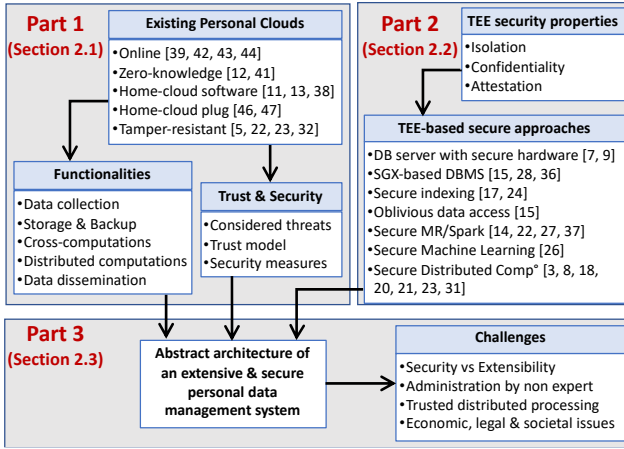 Part 1
(Section 2.1)
Existing Personal Clouds
•Online [39, 42, 43, 44]
•Zero-knowledge [12, 41]
•Home-cloud software [11, 13, 38]
•Home-cloud plug [46, 47]
•Tamper-resistant [5, 22, 23, 32]
Functionalities
•Data collection
•Storage & Backup
•Cross-computations
•Distributed computations
•Data dissemination
Trust & Security
•Considered threats
•Trust model
•Security measures
Part 2
(Section 2.2)
TEE security properties
•Isolation
•Confidentiality
•Attestation
TEE-based secure approaches
•DB server with secure hardware [7, 9]
•SGX-based DBMS [15, 28, 36]
•Secure indexing [17, 24]
•Oblivious data access [15]
•Secure MR/Spark [14, 22, 27, 37]
•Secure Machine Learning [26]
•Secure Distributed Comp° [3, 8, 18,
20, 21, 23, 31]
Part 3
(Section 2.3)
Abstract architecture of
an extensive & secure
personal data
management system
Challenges
•Security vs Extensibility
•Administration by non expert
•Trusted distributed processing
•Economic, legal & societal issues